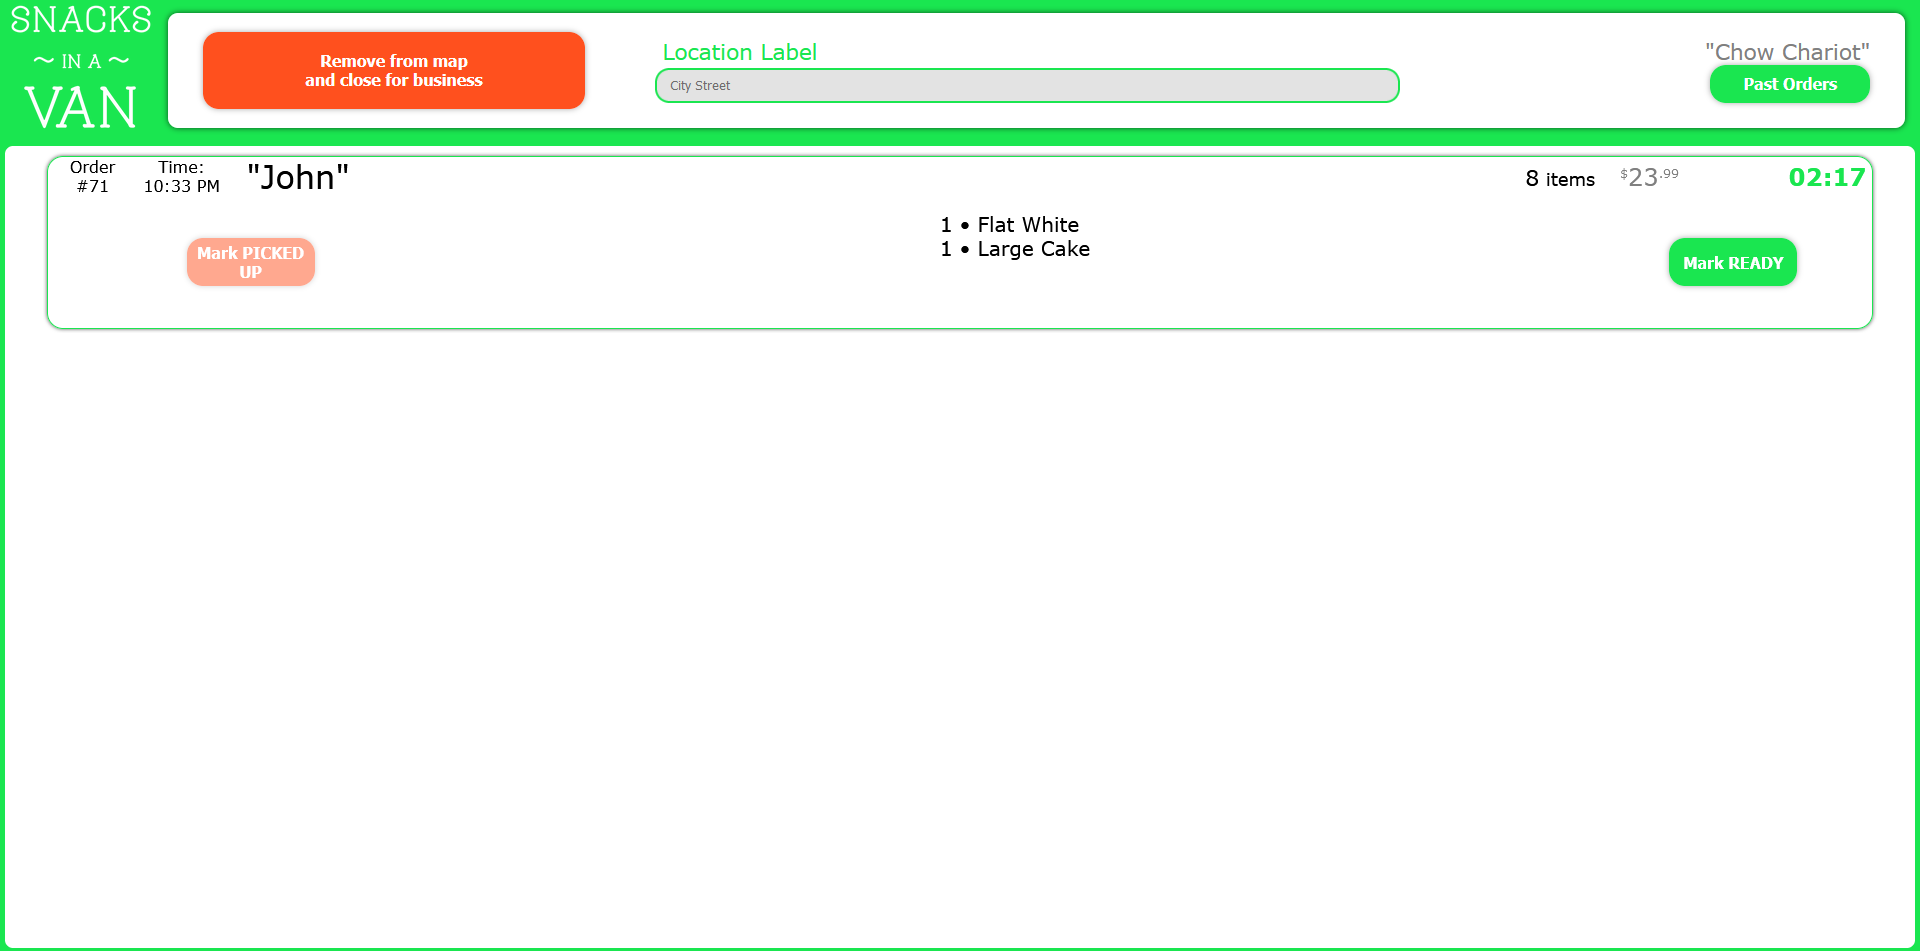 SNACKS
~ IN A ~
VAN
Remove from map
and close for business
Location Label
City Street
"Chow Chariot"
Past Orders
Order
#71
Time:
10:33 PM
"John"
8 items
$23.99
02:17
1 • Flat White
1 • Large Cake
Mark PICKED
UP
Mark READY